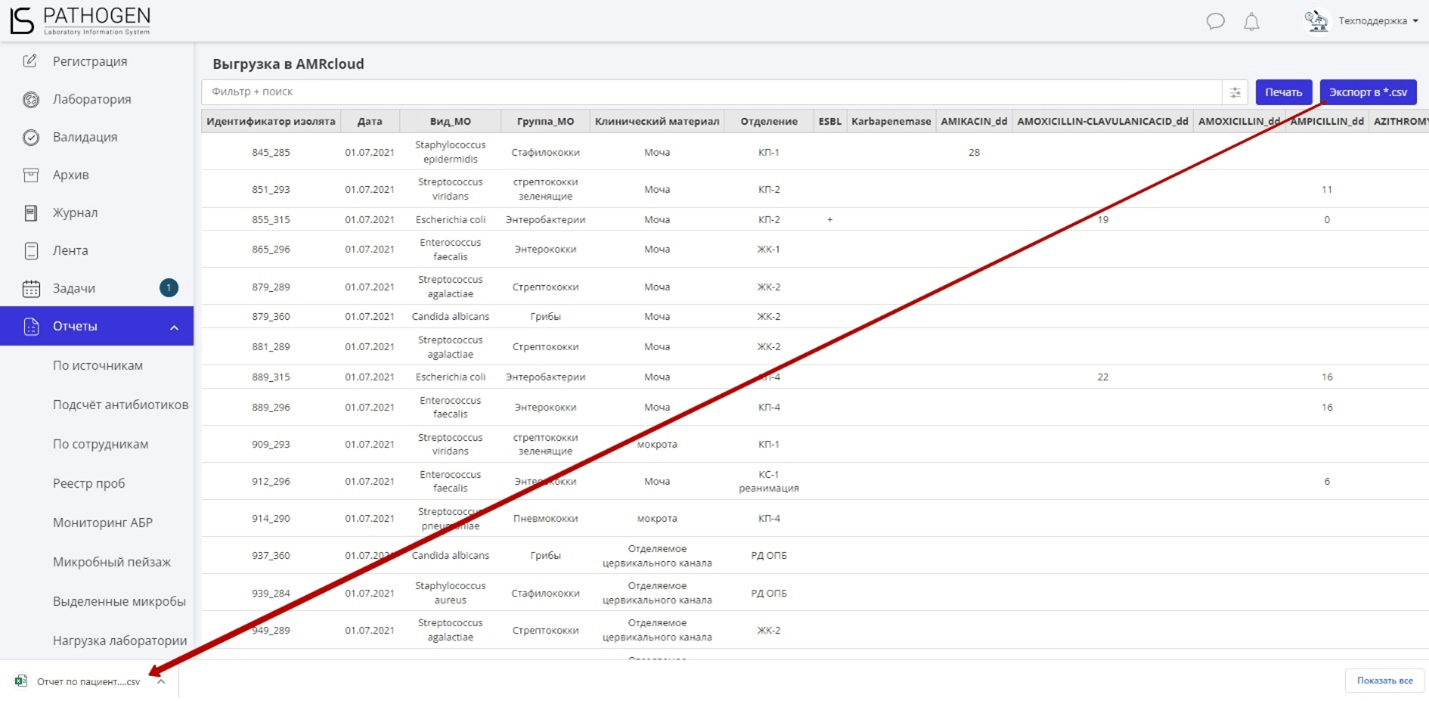 LS PATHOGEN
Laboratory Information System
Техподдержка
Регистрация
Лаборатория
Валидация
Архив
Журнал
Лента
Задачи 1
Отчеты
По источникам
Подсчёт антибиотиков
По сотрудникам
Реестр проб
Мониторинг АБР
Микробный пейзаж
Выделенные микробы
Нагрузка лаборатории
Выгрузка в AMRcloud
Фильтр + поиск
Печать
Экспорт в *.csv
Идентификатор изолята Дата Вид_МО Группа_МО Клинический материал Отделение ESBL Karbapenemase AMIKACIN_dd AMOXICILLIN-CLAVULANICACID_dd AMOXICILLIN_dd AMPICILLIN_dd AZITHROMY
845_285 01.07.2021 Staphylococcus epidermidis Стафилококки Моча КП-1 28
851_293 01.07.2021 Streptococcus viridans стрептококки зеленящие Моча КП-2 11
855_315 01.07.2021 Escherichia coli Энтеробактерии Моча КП-2 + 19 0
865_296 01.07.2021 Enterococcus faecalis Энтерококки Моча ЖК-1
879_289 01.07.2021 Streptococcus agalactiae Стрептококки Моча ЖК-2
879_360 01.07.2021 Candida albicans Грибы Моча ЖК-2
881_289 01.07.2021 Streptococcus agalactiae Стрептококки Моча ЖК-2
889_315 01.07.2021 Escherichia coli Энтеробактерии Моча КП-4 22 16
889_296 01.07.2021 Enterococcus faecalis Энтерококки Моча КП-4 16
909_293 01.07.2021 Streptococcus viridans стрептококки зеленящие мокрота КП-1
912_296 01.07.2021 Enterococcus faecalis Энтерококки Моча КС-1 реанимация 6
914_290 01.07.2021 Streptococcus pneumoniae Пневмококки мокрота КП-4
937_360 01.07.2021 Candida albicans Грибы Отделяемое цервикального канала РД ОПБ
939_284 01.07.2021 Staphylococcus aureus Стафилококки Отделяемое цервикального канала РД ОПБ
949_289 01.07.2021 Streptococcus agalactiae Стрептококки Отделяемое цервикального канала ЖК-2
Отчет по пациент....csv
Показать все